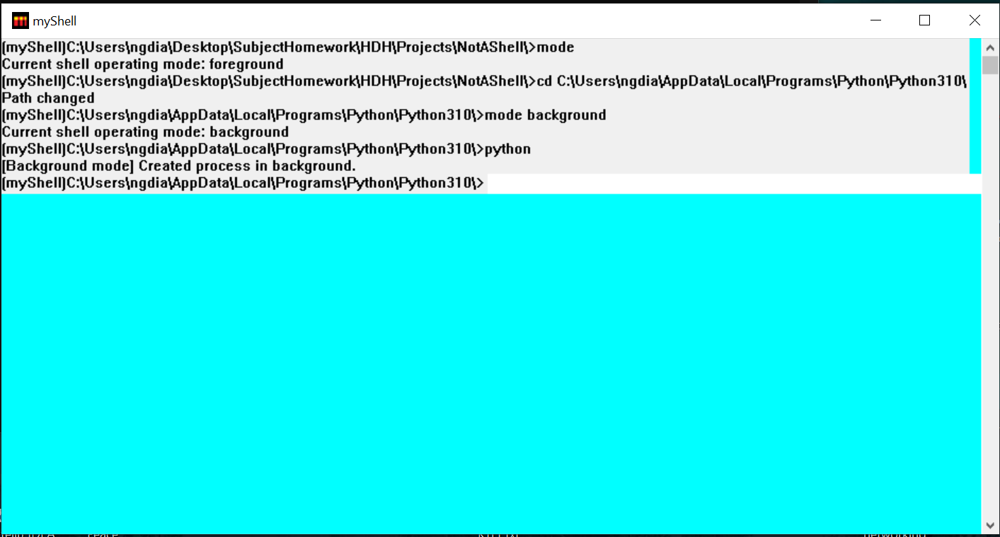 myShell
(myShell)C:\Users\ngdia\Desktop\SubjectHomework\HDH\Projects\NotAShell\>mode
Current shell operating mode: foreground
(myShell)C:\Users\ngdia\Desktop\SubjectHomework\HDH\Projects\NotAShell\>cd C:\Users\ngdia\AppData\Local\Programs\Python\Python310\
Path changed
(myShell)C:\Users\ngdia\AppData\Local\Programs\Python\Python310\>mode background
Current shell operating mode: background
(myShell)C:\Users\ngdia\AppData\Local\Programs\Python\Python310\>python
[Background mode] Created process in background.
(myShell)C:\Users\ngdia\AppData\Local\Programs\Python\Python310\>